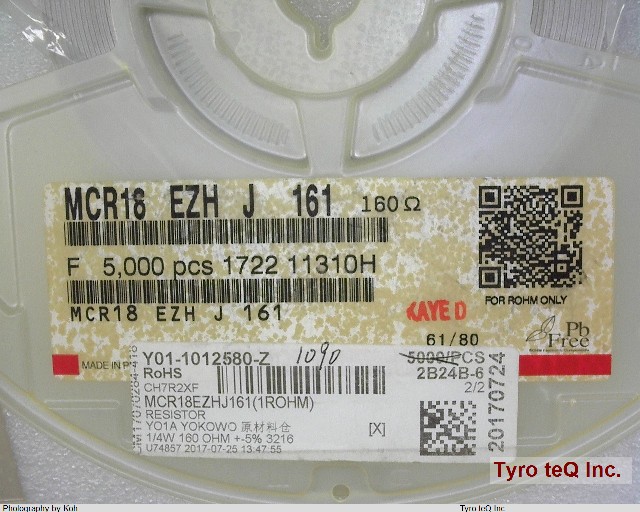 MCR18 EZH J 161 160 Ω
F 5,000 pcs 1722 11310H
MCR18 EZH J 161
KAYE D
FOR ROHM ONLY
61/80
Pb
Free
MADE IN
Y01-1012580-Z 1090 5000/PCS
RoHS 2B24B-6
CH7R2XF 2/2
MCR18EZHJ161(1ROHM)
RESISTOR
YO1A YOKOWO 原材料仓 [X]
1/4W 160 OHM +-5% 3216
U74857 2017-07-25 13:47:55
20170724
Tyro teQ Inc.
Photography by Koh
Tyro teQ Inc